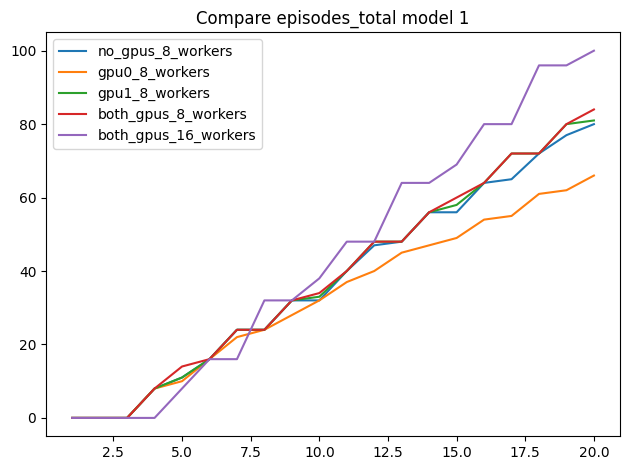 Compare episodes_total model 1
no_gpus_8_workers
gpu0_8_workers
gpu1_8_workers
both_gpus_8_workers
both_gpus_16_workers
100
80
60
40
20
0
2.5 5.0 7.5 10.0 12.5 15.0 17.5 20.0